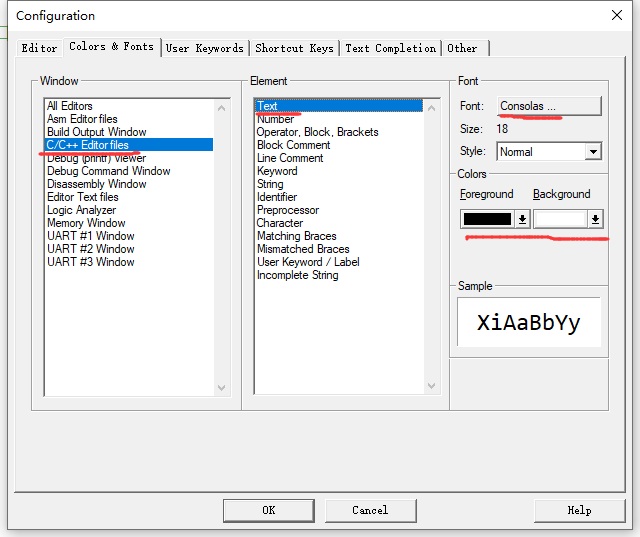 Configuration
Editor Colors & Fonts User Keywords Shortcut Keys Text Completion Other
Window
All Editors
Asm Editor files
Build Output Window
C/C++ Editor files
Debug (printf) Viewer
Debug Command Window
Disassembly Window
Editor Text files
Logic Analyzer
Memory Window
UART #1 Window
UART #2 Window
UART #3 Window
Element
Text
Number
Operator, Block, Brackets
Block Comment
Line Comment
Keyword
String
Identifier
Preprocessor
Character
Matching Braces
Mismatched Braces
User Keyword / Label
Incomplete String
Font
Font: Consolas ...
Size: 18
Style: Normal
Colors
Foreground Background
Sample
XiAaBbYy
OK Cancel Help